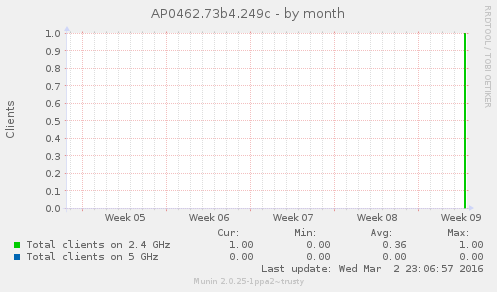 AP0462.73b4.249c - by month
RRDTOOL / TOBI OETIKER
Clients
1.0
0.9
0.8
0.7
0.6
0.5
0.4
0.3
0.2
0.1
0.0
Week 05 Week 06 Week 07 Week 08 Week 09
Cur: Min: Avg: Max:
Total clients on 2.4 GHz 1.00 0.00 0.36 1.00
Total clients on 5 GHz 0.00 0.00 0.00 0.00
Last update: Wed Mar 2 23:06:57 2016
Munin 2.0.25-1ppa2~trusty